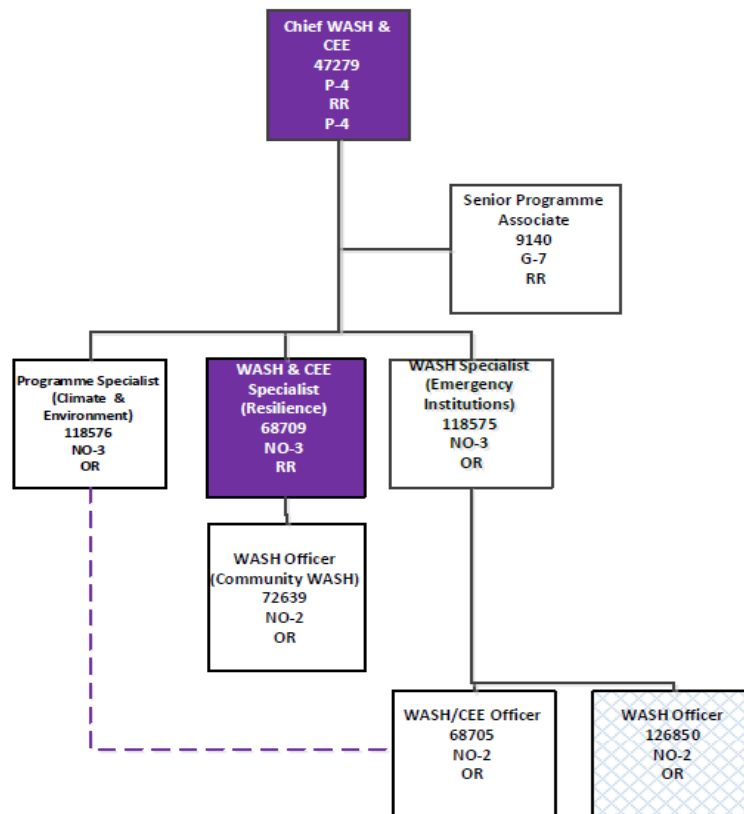 Chief WASH &
CEE
47279
P-4
RR
P-4
Senior Programme
Associate
9140
G-7
RR
Programme Specialist
(Climate & 
Environment)
118576
NO-3
OR
WASH & CEE
Specialist
(Resilience)
68709
NO-3
RR
WASH Specialist
(Emergency
Institutions)
118575
NO-3
OR
WASH Officer
(Community WASH)
72639
NO-2
OR
WASH/CEE Officer
68705
NO-2
OR
WASH Officer
126850
NO-2
OR